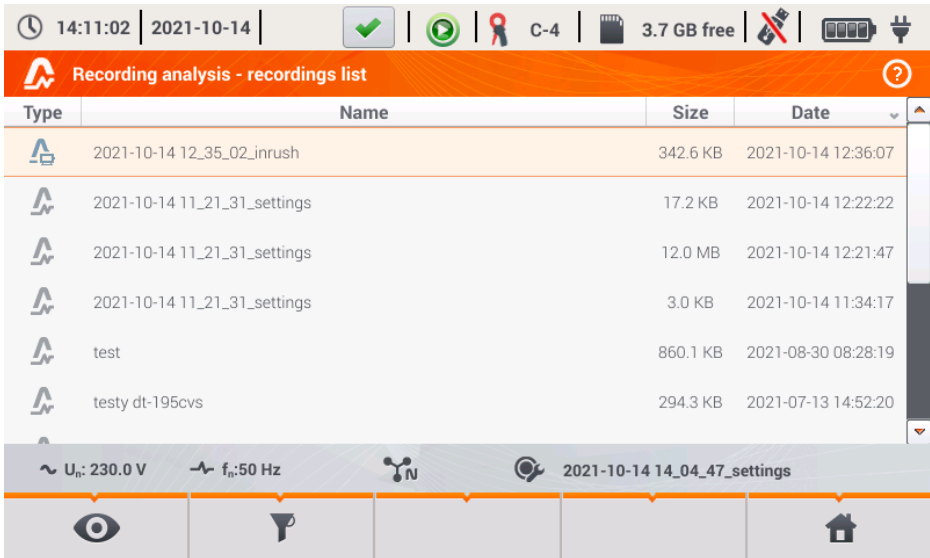 14:11:02 2021-10-14 C-4 3.7 GB free
Recording analysis - recordings list ?
Type Name Size Date
2021-10-14 12_35_02_inrush 342.6 KB 2021-10-14 12:36:07
2021-10-14 11_21_31_settings 17.2 KB 2021-10-14 12:22:22
2021-10-14 11_21_31_settings 12.0 MB 2021-10-14 12:21:47
2021-10-14 11_21_31_settings 3.0 KB 2021-10-14 11:34:17
test 860.1 KB 2021-08-30 08:28:19
testy dt-195cvs 294.3 KB 2021-07-13 14:52:20
Un: 230.0 V fn:50 Hz N 2021-10-14 14_04_47_settings